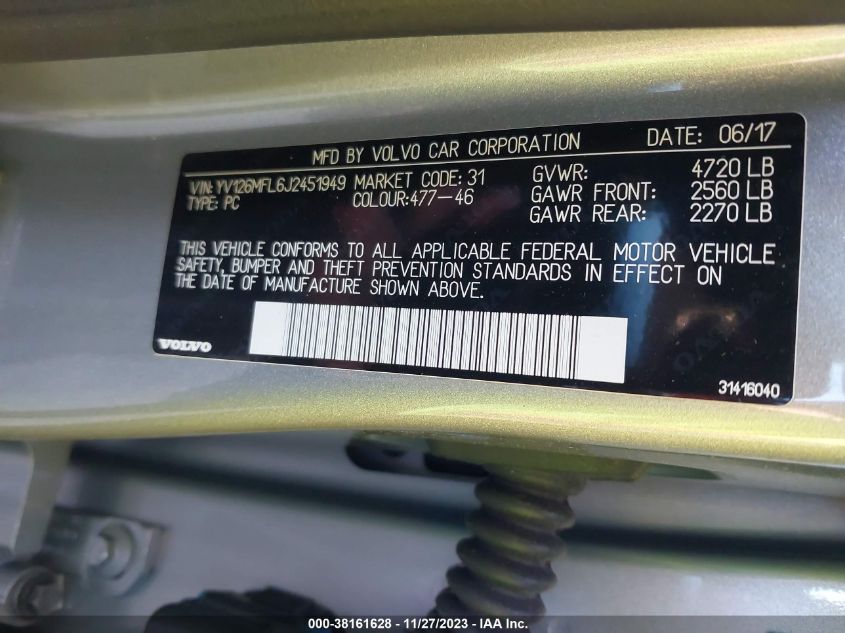 MFD BY VOLVO CAR CORPORATION DATE: 06/17
VIN: YV126MFL6J2451949 MARKET CODE: 31 GVWR: 4720 LB
TYPE: PC COLOUR:477-46 GAWR FRONT: 2560 LB
GAWR REAR: 2270 LB
THIS VEHICLE CONFORMS TO ALL APPLICABLE FEDERAL MOTOR VEHICLE
SAFETY, BUMPER AND THEFT PREVENTION STANDARDS IN EFFECT ON
THE DATE OF MANUFACTURE SHOWN ABOVE.
VOLVO
31416040
000-38161628 - 11/27/2023 - IAA Inc.